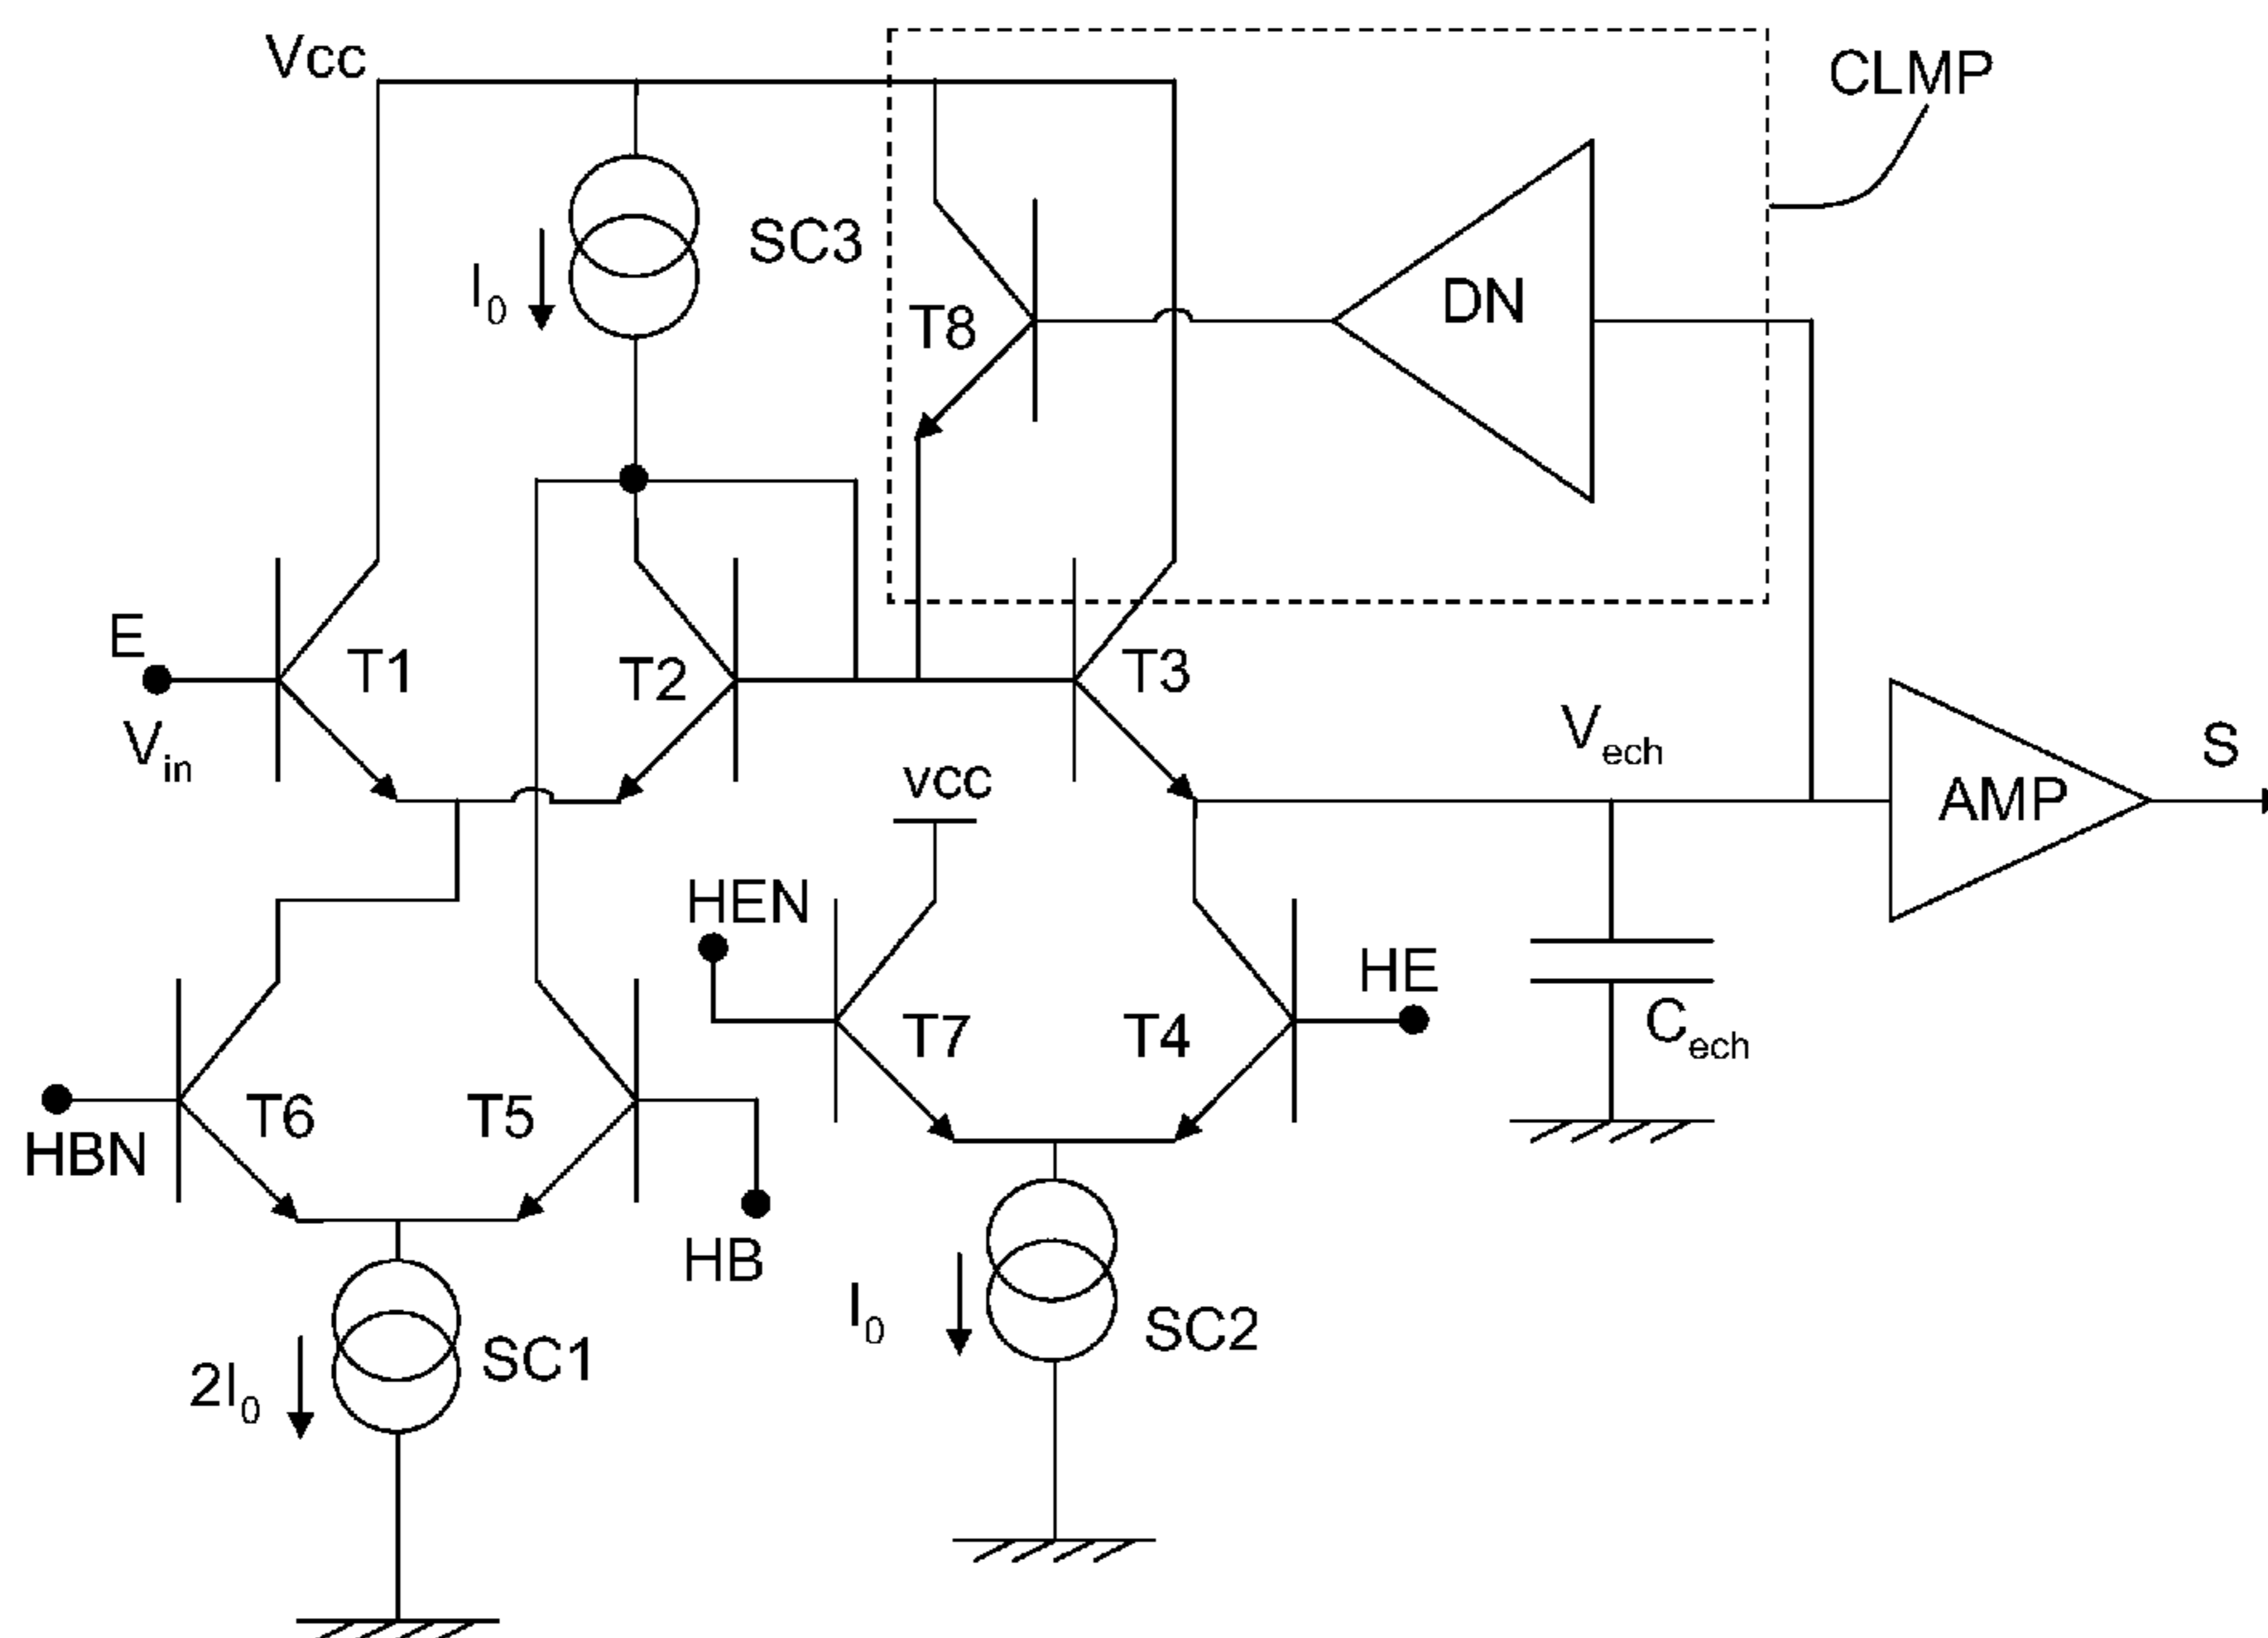 Vcc
CLMP
SC3
I0
DN
T8
E
T1
T2
T3
Vin
Vech
S
vcc
AMP
HEN
HE
T7
T4
Cech
T6
T5
HBN
HB
I0
SC2
2I0
SC1